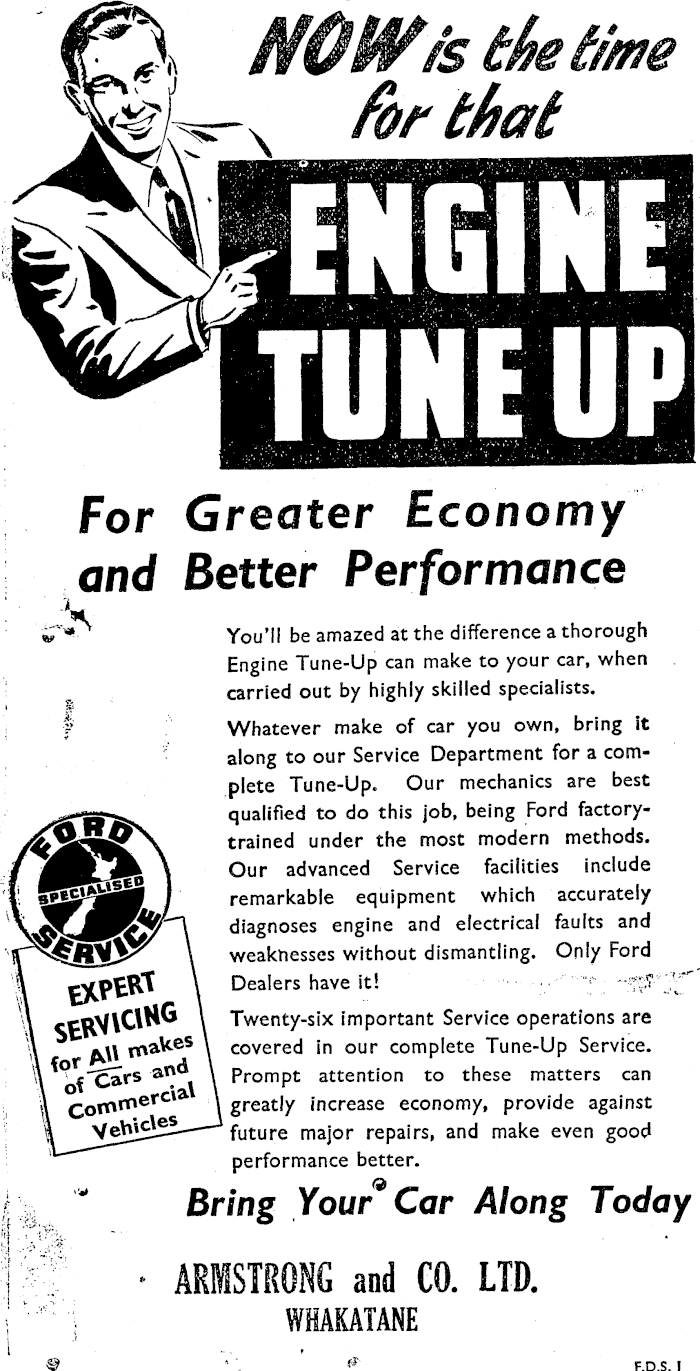 NOW is the time
for that
ENGINE
TUNE UP
For Greater Economy
and Better Performance
You'll be amazed at the difference a thorough
Engine Tune-Up can make to your car, when
carried out by highly skilled specialists.
Whatever make of car you own, bring it
along to our Service Department for a com-
plete Tune-Up. Our mechanics are best
qualified to do this job, being Ford factory-
trained under the most modern methods.
Our advanced Service facilities include
remarkable equipment which accurately
diagnoses engine and electrical faults and
weaknesses without dismantling. Only Ford
Dealers have it!
Twenty-six important Service operations are
covered in our complete Tune-Up Service.
Prompt attention to these matters can
greatly increase economy, provide against
future major repairs, and make even good
performance better.
FORD
SPECIALISED
SERVICE
EXPERT
SERVICING
for All makes
of Cars and
Commercial
Vehicles
Bring Your Car Along Today
ARMSTRONG and CO. LTD.
WHAKATANE
F.D.S. 1